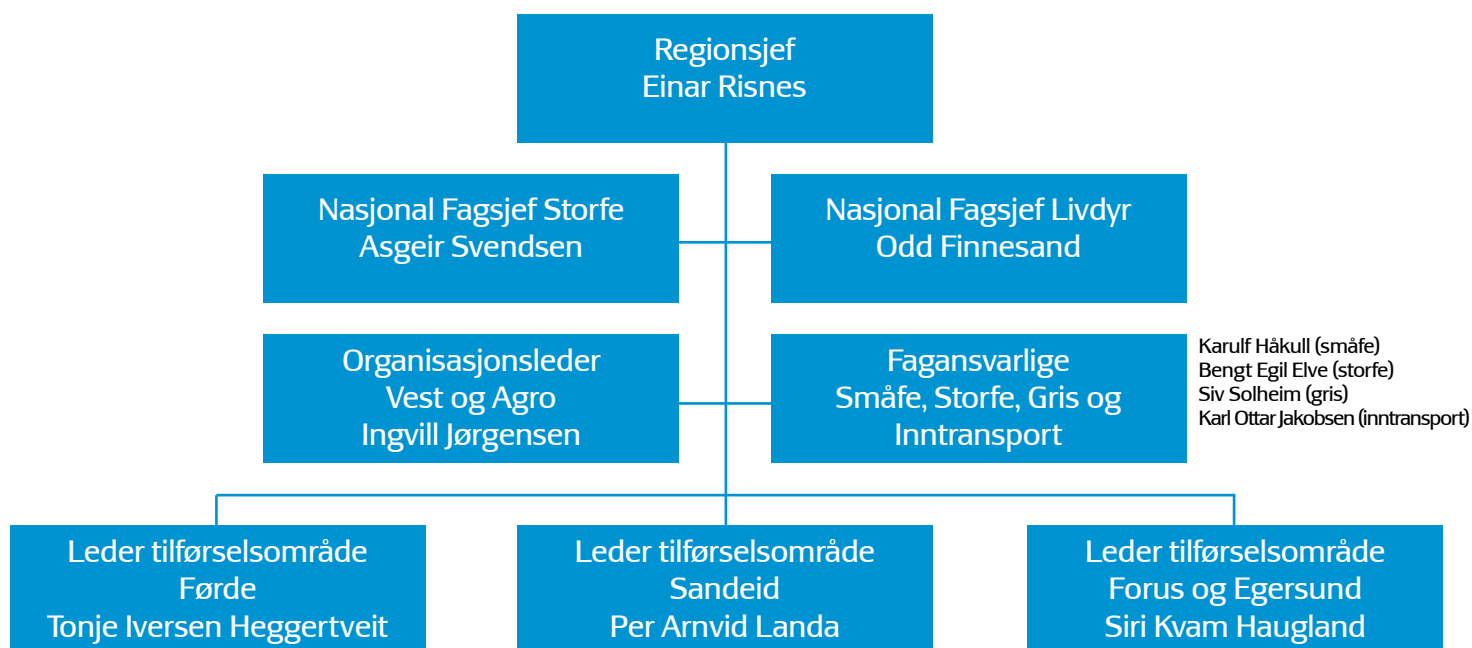 Regionsjef
Einar Risnes
Nasjonal Fagsjef Storfe
Asgeir Svendsen
Nasjonal Fagsjef Livdyr
Odd Finnesand
Organisasjonsleder
Vest og Agro
Ingvill Jørgensen
Fagansvarlige
Småfe, Storfe, Gris og
Inntransport
Karulf Håkull (småfe)
Bengt Egil Elve (storfe)
Siv Solheim (gris)
Karl Ottar Jakobsen (inntransport)
Leder tilførselsområde
Førde
Tonje Iversen Heggertveit
Leder tilførselsområde
Sandeid
Per Arnvid Landa
Leder tilførselsområde
Forus og Egersund
Siri Kvam Haugland